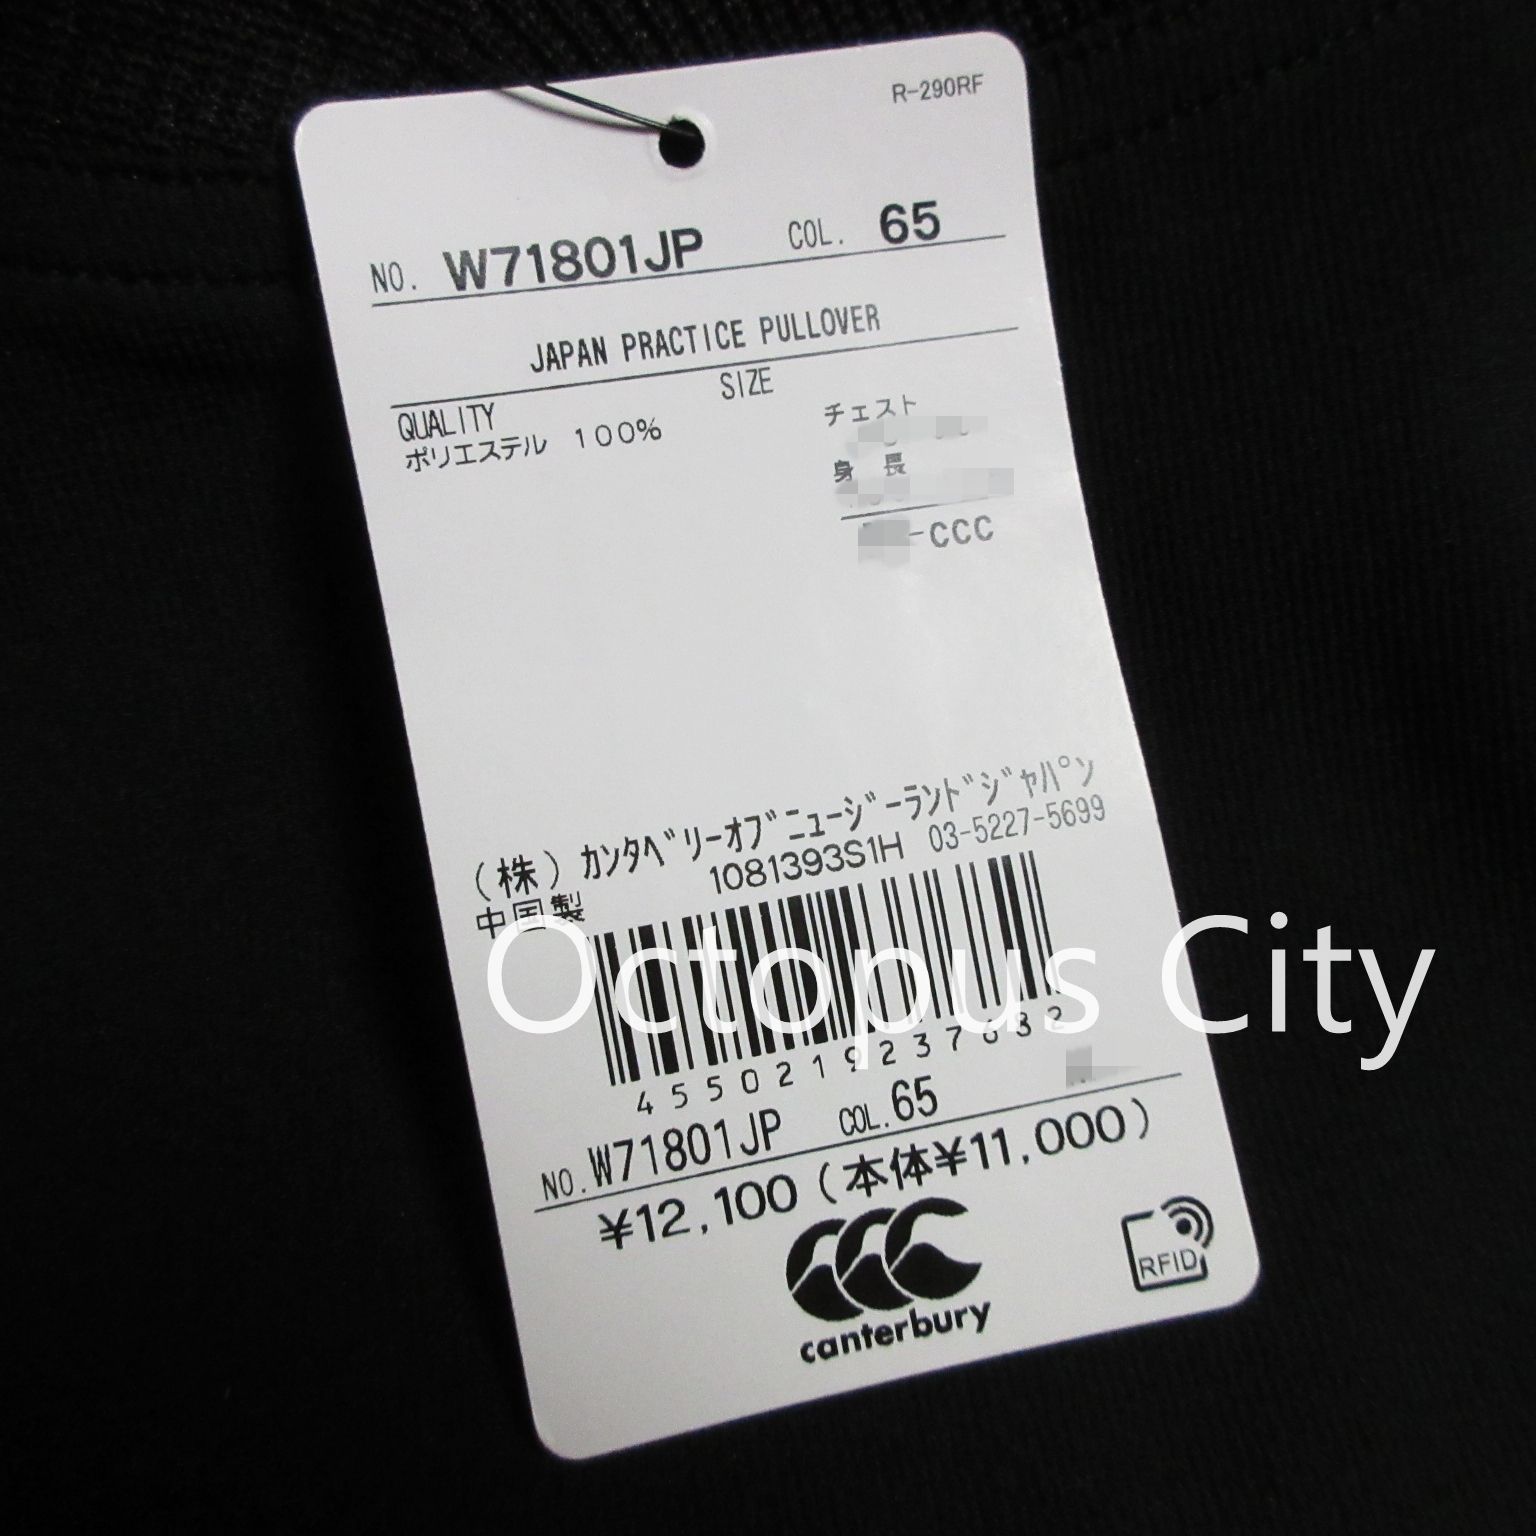 R-290RF
NO. W71801JP COL. 65
JAPAN PRACTICE PULLOVER
QUALITY SIZE
ポリエステル 100% チェスト
身長
-CCC
(株) カンタベリーオブニュージーランドジャパン
中国製 1081393S1H 03-5227-5699
Octopus City
NO. W71801JP COL. 65
¥12,100 (本体¥11,000)
canterbury
RFID